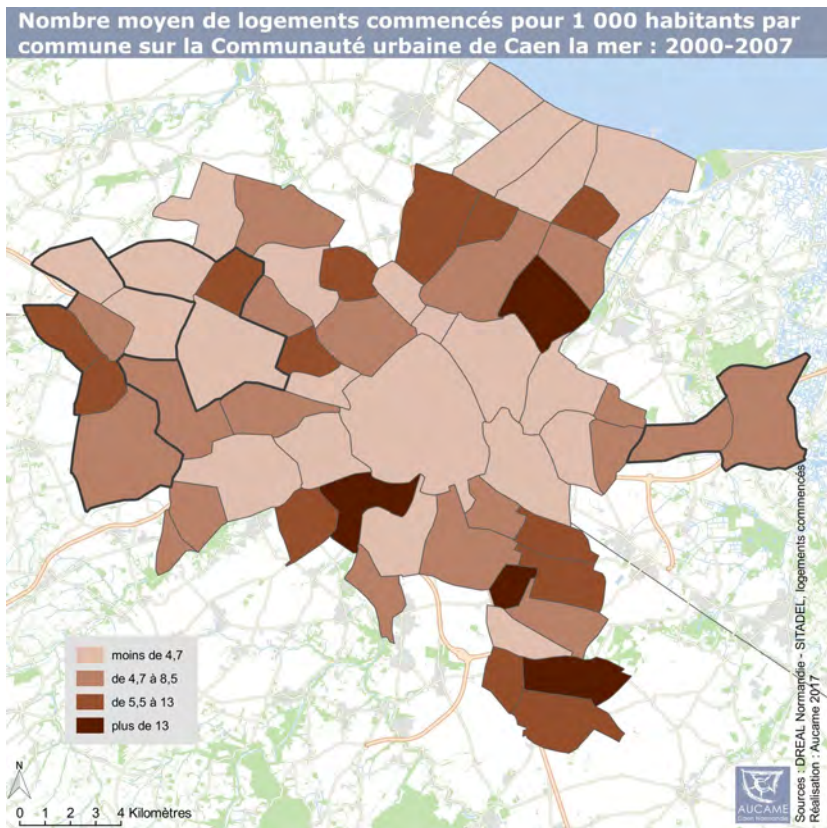 Nombre moyen de logements commencés pour 1 000 habitants par
commune sur la Communauté urbaine de Caen la mer : 2000-2007
moins de 4,7
de 4,7 à 8,5
de 5,5 à 13
plus de 13
N
0 1 2 3 4 Kilomètres
AUCAME
Caen Normandie
Sources : DREAL Normandie - SITADEL, logements commencés
Réalisation : Aucame 2017